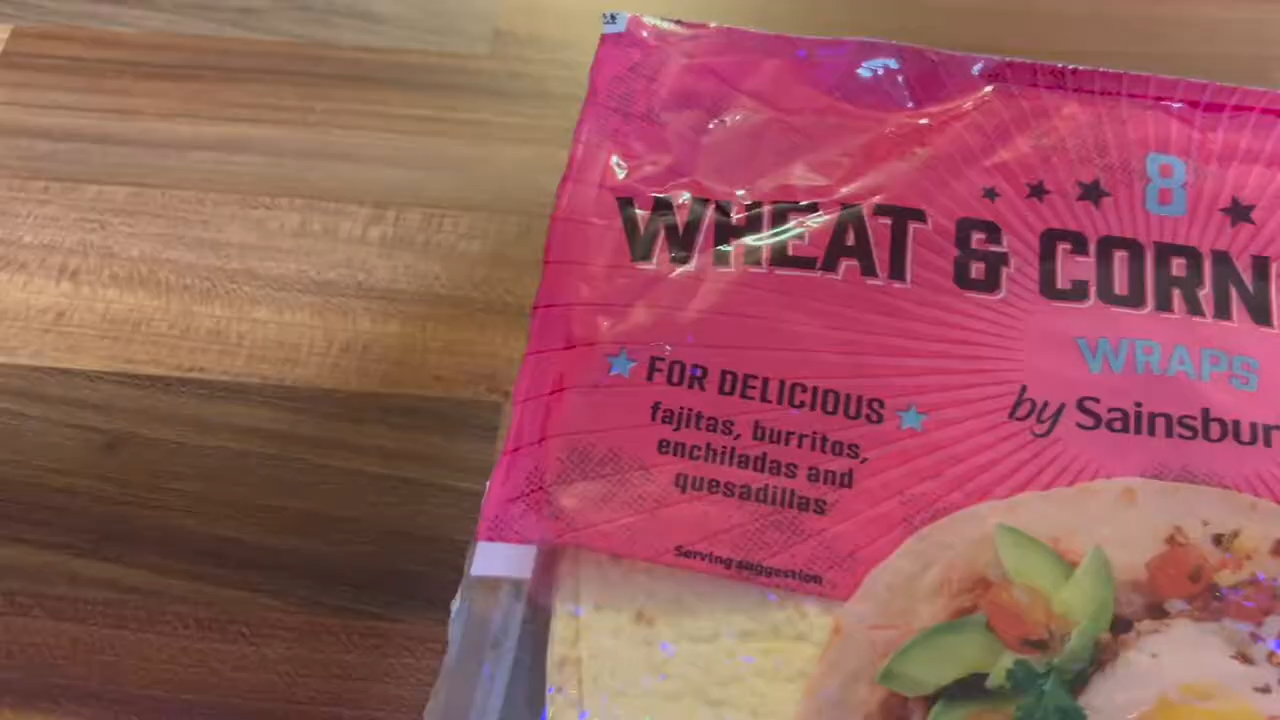 8
WHEAT & CORN
WRAPS
by Sainsbur
FOR DELICIOUS
fajitas, burritos,
enchiladas and
quesadillas
Serving suggestion